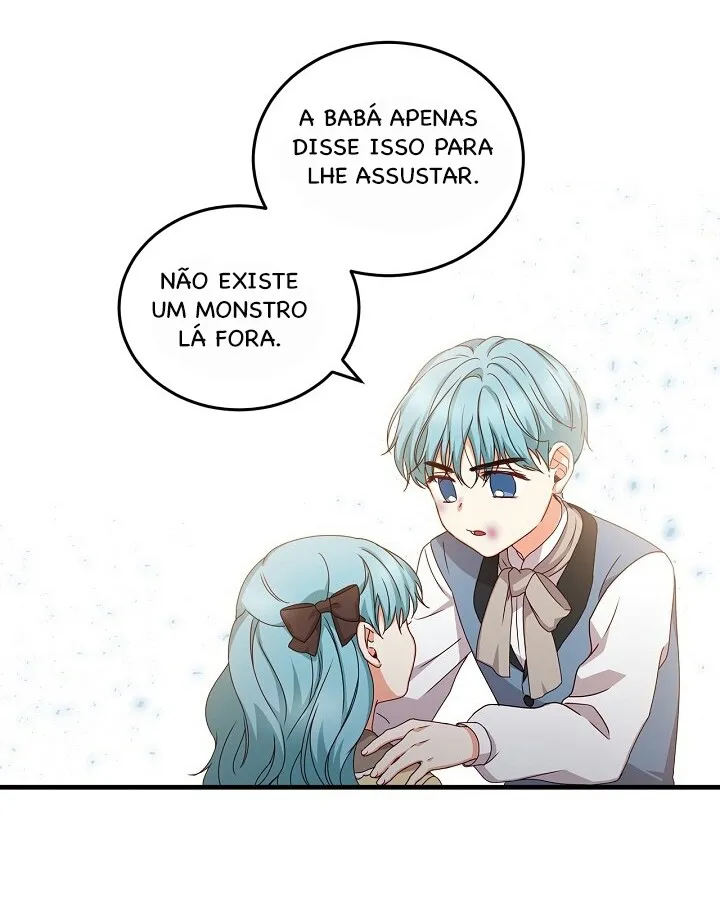 A BABÁ APENAS
DISSE ISSO PARA
LHE ASSUSTAR.
NÃO EXISTE
UM MONSTRO
LÁ FORA.